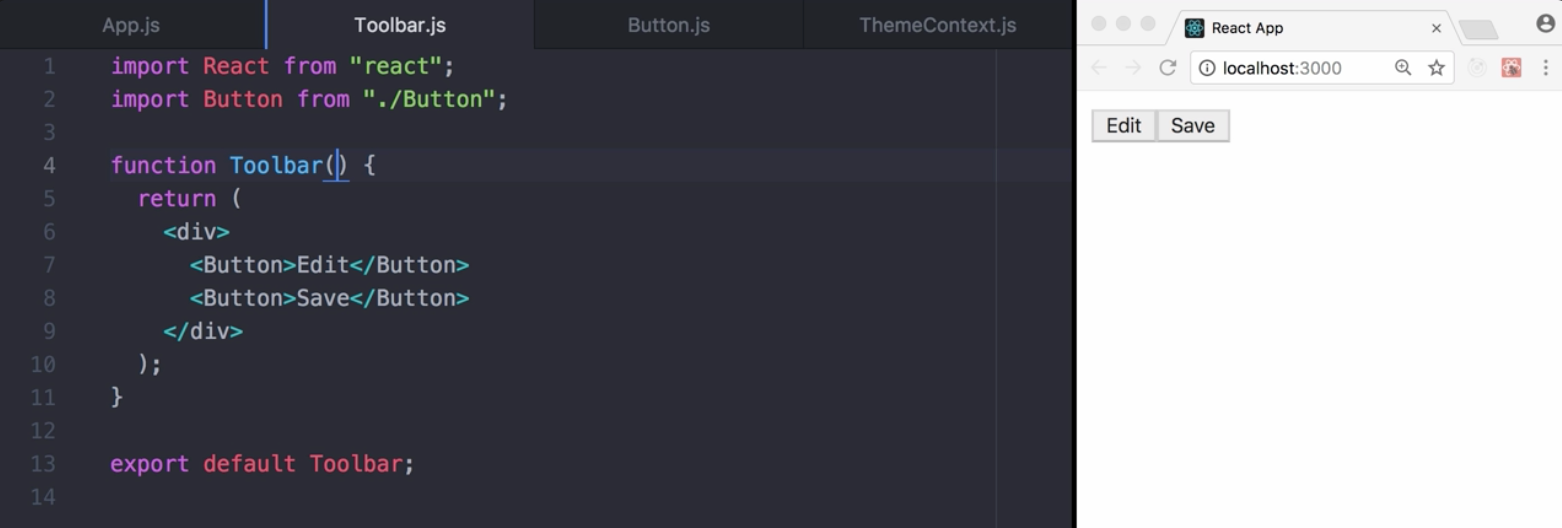 App.js
Toolbar.js
Button.js
ThemeContext.js
1 import React from "react";
2 import Button from "./Button";
3
4 function Toolbar() {
5   return (
6     <div>
7       <Button>Edit</Button>
8       <Button>Save</Button>
9     </div>
10   );
11 }
12
13 export default Toolbar;
14
React App
localhost:3000
Edit Save